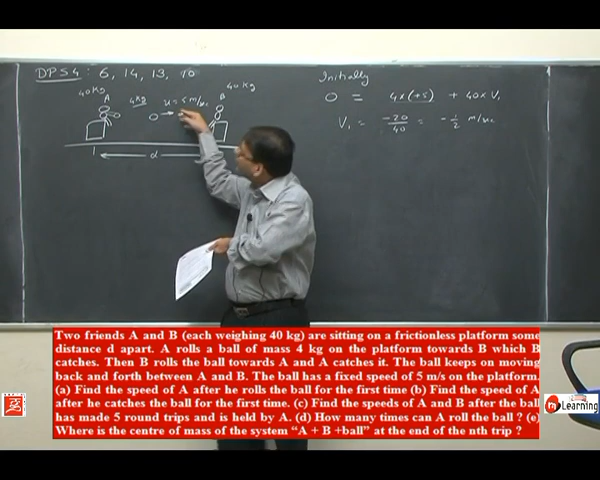 DPS 4 : 6, 14, 13, 10
Initially
40 Kg
A
4 Kg
u = 5 m/sec
B
40 Kg
0 = 4×(+5) + 40×V₁
V₁ = -20/40 = -1/2 m/sec
d
Two friends A and B (each weighing 40 kg) are sitting on a frictionless platform some
distance d apart. A rolls a ball of mass 4 kg on the platform towards B which B
catches. Then B rolls the ball towards A and A catches it. The ball keeps on moving
back and forth between A and B. The ball has a fixed speed of 5 m/s on the platform.
(a) Find the speed of A after he rolls the ball for the first time (b) Find the speed of A
after he catches the ball for the first time. (c) Find the speeds of A and B after the ball
has made 5 round trips and is held by A. (d) How many times can A roll the ball ? (e)
Where is the centre of mass of the system “A + B +ball” at the end of the nth trip ?
m Learning